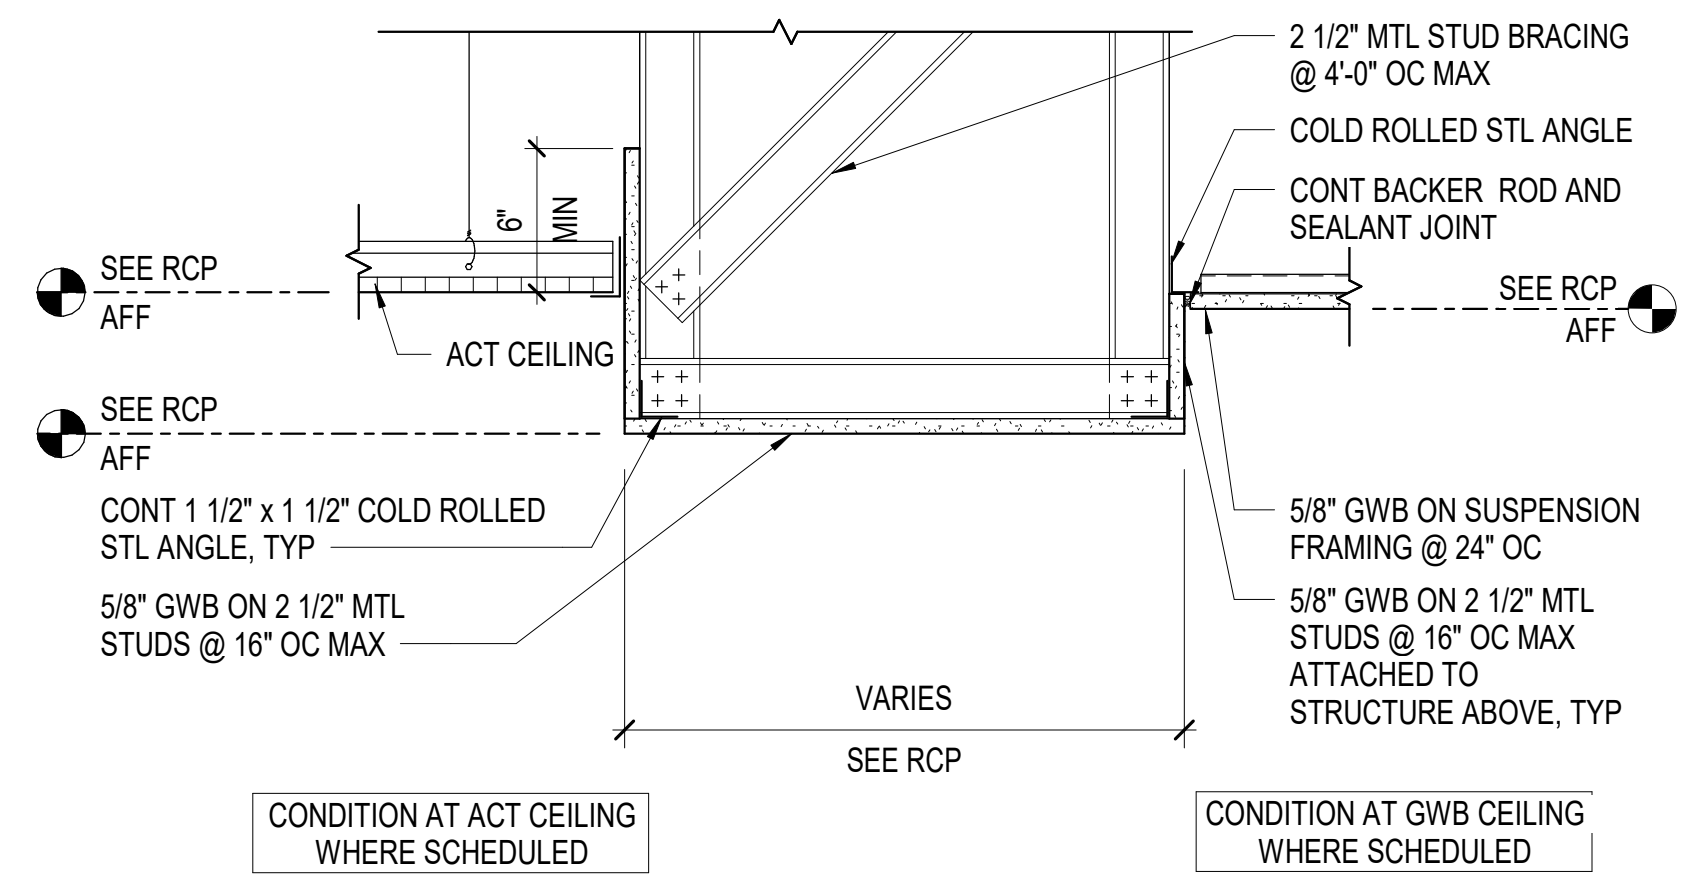 2 1/2" MTL STUD BRACING
@ 4'-0" OC MAX
COLD ROLLED STL ANGLE
CONT BACKER ROD AND
SEALANT JOINT
6"
MIN
SEE RCP
AFF
SEE RCP
AFF
ACT CEILING
SEE RCP
AFF
CONT 1 1/2" x 1 1/2" COLD ROLLED
STL ANGLE, TYP
5/8" GWB ON 2 1/2" MTL
STUDS @ 16" OC MAX
5/8" GWB ON SUSPENSION
FRAMING @ 24" OC
5/8" GWB ON 2 1/2" MTL
STUDS @ 16" OC MAX
ATTACHED TO
STRUCTURE ABOVE, TYP
VARIES
SEE RCP
CONDITION AT ACT CEILING
WHERE SCHEDULED
CONDITION AT GWB CEILING
WHERE SCHEDULED